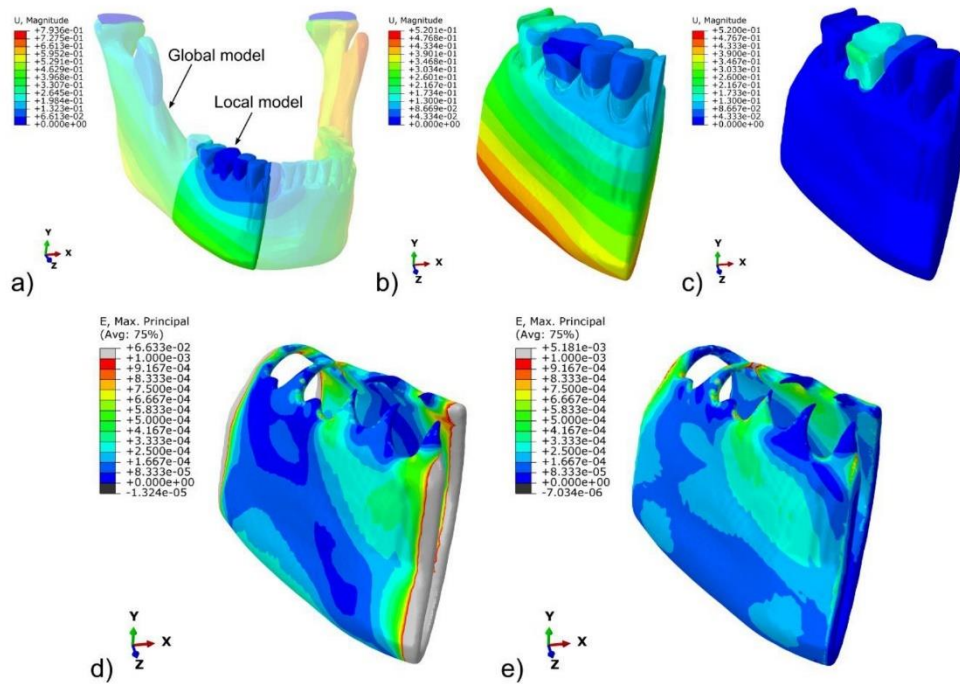 U, Magnitude
+7.936e-01
+7.275e-01
+6.613e-01
+5.952e-01
+5.291e-01
+4.629e-01
+3.968e-01
+3.307e-01
+2.645e-01
+1.984e-01
+1.323e-01
+6.613e-02
+0.000e+00
Global model
Local model
Y
X
Z
a)
U, Magnitude
+5.201e-01
+4.768e-01
+4.334e-01
+3.901e-01
+3.468e-01
+3.034e-01
+2.601e-01
+2.167e-01
+1.734e-01
+1.300e-01
+8.669e-02
+4.334e-02
+0.000e+00
Y
X
Z
b)
U, Magnitude
+5.200e-01
+4.767e-01
+4.333e-01
+3.900e-01
+3.467e-01
+3.033e-01
+2.600e-01
+2.167e-01
+1.733e-01
+1.300e-01
+8.667e-02
+4.333e-02
+0.000e+00
Y
X
Z
c)
E, Max. Principal
(Avg: 75%)
+6.633e-02
+1.000e-03
+9.167e-04
+8.333e-04
+7.500e-04
+6.667e-04
+5.833e-04
+5.000e-04
+4.167e-04
+3.333e-04
+2.500e-04
+1.667e-04
+8.333e-05
+0.000e+00
-1.324e-05
Y
X
Z
d)
E, Max. Principal
(Avg: 75%)
+5.181e-03
+1.000e-03
+9.167e-04
+8.333e-04
+7.500e-04
+6.667e-04
+5.833e-04
+5.000e-04
+4.167e-04
+3.333e-04
+2.500e-04
+1.667e-04
+8.333e-05
+0.000e+00
-7.034e-06
Y
X
Z
e)